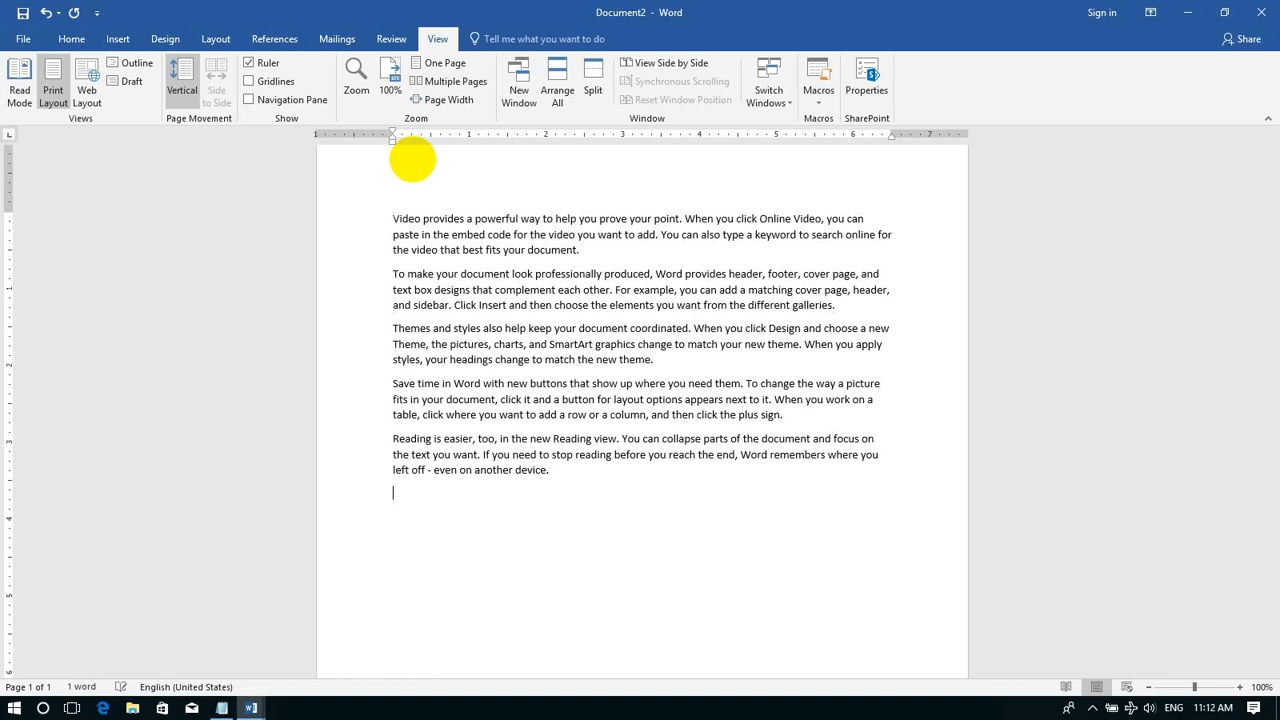 Document2 - Word
Sign in
File Home Insert Design Layout References Mailings Review View Tell me what you want to do Share
Read Mode
Print Layout
Web Layout
Outline
Draft
Views
Vertical
Side to Side
Page Movement
Ruler
Gridlines
Navigation Pane
Show
Zoom
100%
One Page
Multiple Pages
Page Width
Zoom
New Window
Arrange All
Split
View Side by Side
Synchronous Scrolling
Reset Window Position
Window
Switch Windows
Macros
Macros
Properties
SharePoint
1 1 2 3 4 5 6 7
Video provides a powerful way to help you prove your point. When you click Online Video, you can
paste in the embed code for the video you want to add. You can also type a keyword to search online for
the video that best fits your document.
To make your document look professionally produced, Word provides header, footer, cover page, and
text box designs that complement each other. For example, you can add a matching cover page, header,
and sidebar. Click Insert and then choose the elements you want from the different galleries.
Themes and styles also help keep your document coordinated. When you click Design and choose a new
Theme, the pictures, charts, and SmartArt graphics change to match your new theme. When you apply
styles, your headings change to match the new theme.
Save time in Word with new buttons that show up where you need them. To change the way a picture
fits in your document, click it and a button for layout options appears next to it. When you work on a
table, click where you want to add a row or a column, and then click the plus sign.
Reading is easier, too, in the new Reading view. You can collapse parts of the document and focus on
the text you want. If you need to stop reading before you reach the end, Word remembers where you
left off - even on another device.
1
2
3
4
5
6
Page 1 of 1 1 word English (United States) 100%
11:12 AM